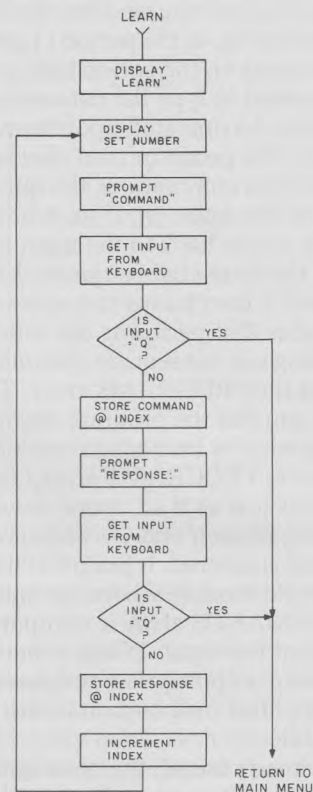 LEARN
DISPLAY
"LEARN"
DISPLAY
SET NUMBER
PROMPT
"COMMAND"
GET INPUT
FROM
KEYBOARD
IS
INPUT
="Q"
?
YES
NO
STORE COMMAND
@ INDEX
PROMPT
"RESPONSE:"
GET INPUT
FROM
KEYBOARD
IS
INPUT
="Q"
?
YES
NO
STORE RESPONSE
@ INDEX
INCREMENT
INDEX
RETURN TO
MAIN MENU